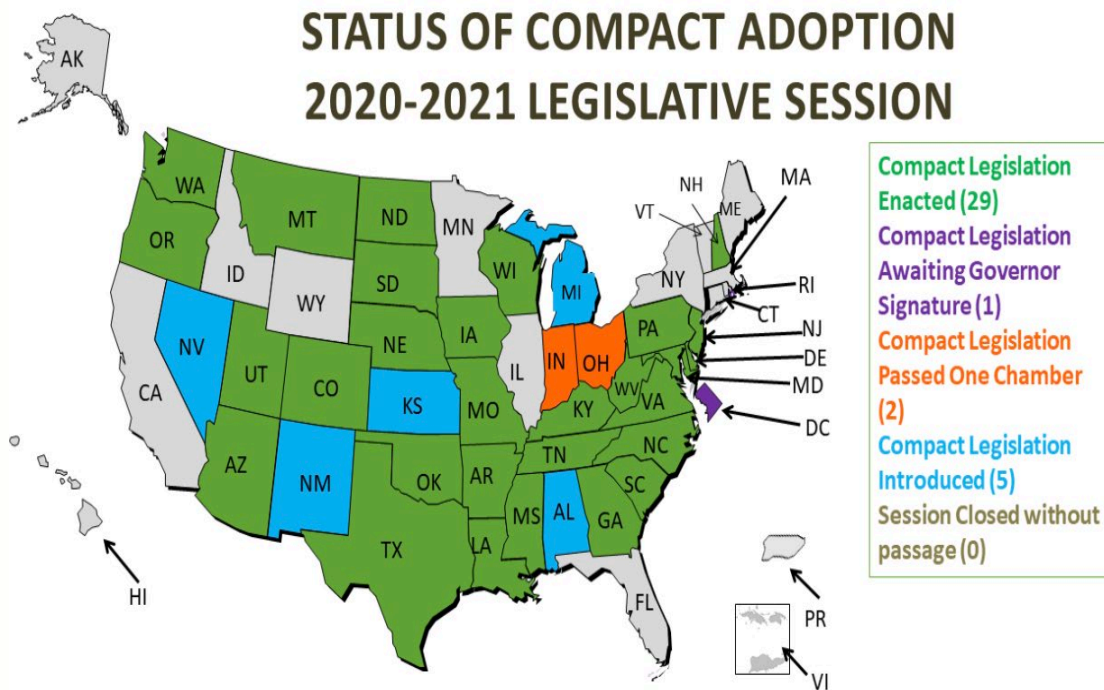 STATUS OF COMPACT ADOPTION
2020-2021 LEGISLATIVE SESSION
AK
WA
MT
ND
MN
OR
ID
SD
WI
WY
MI
NH
VT
ME
MA
NY
RI
CT
NJ
DE
MD
DC
PA
NV
UT
CO
NE
IA
IL
IN
OH
WV
VA
KY
CA
KS
MO
AZ
NM
OK
AR
TN
NC
SC
MS
AL
GA
TX
LA
FL
HI
PR
VI
Compact Legislation
Enacted (29)
Compact Legislation
Awaiting Governor
Signature (1)
Compact Legislation
Passed One Chamber
(2)
Compact Legislation
Introduced (5)
Session Closed without
passage (0)